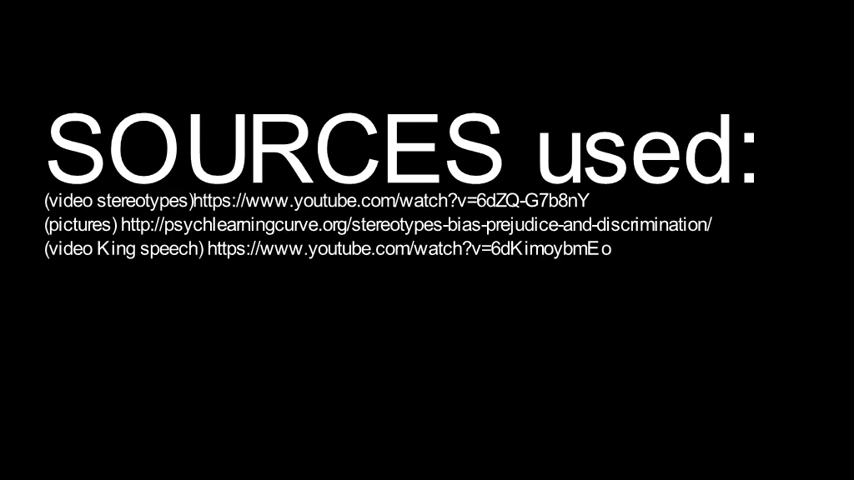 SOURCES used:
(video stereotypes)https://www.youtube.com/watch?v=6dZQ-G7b8nY
(pictures) http://psychlearningcurve.org/stereotypes-bias-prejudice-and-discrimination/
(video King speech) https://www.youtube.com/watch?v=6dKimoybmEo